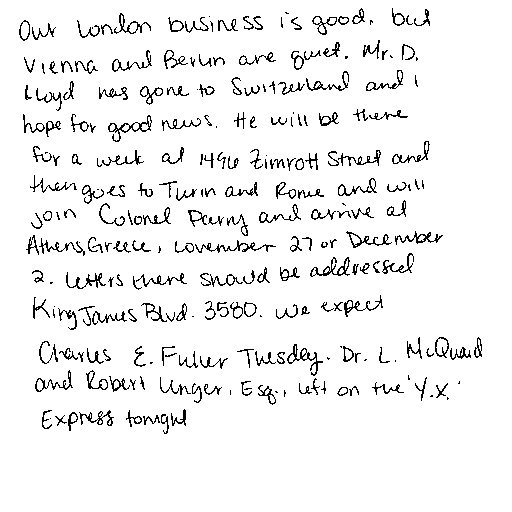 Our London business is good, but
Vienna and Berlin are quiet. Mr. D.
Lloyd has gone to Switzerland and I
hope for good news. He will be there
for a week at 1496 Zimrott Street and
then goes to Turin and Rome and will
join Colonel Parry and arrive at
Athens, Greece, November 27 or December
2. Letters there should be addressed
King James Blvd. 3580. We expect
Charles E. Fuller Tuesday. Dr. L. McQuaid
and Robert Unger, Esq., left on the 'Y.X.'
Express tonight